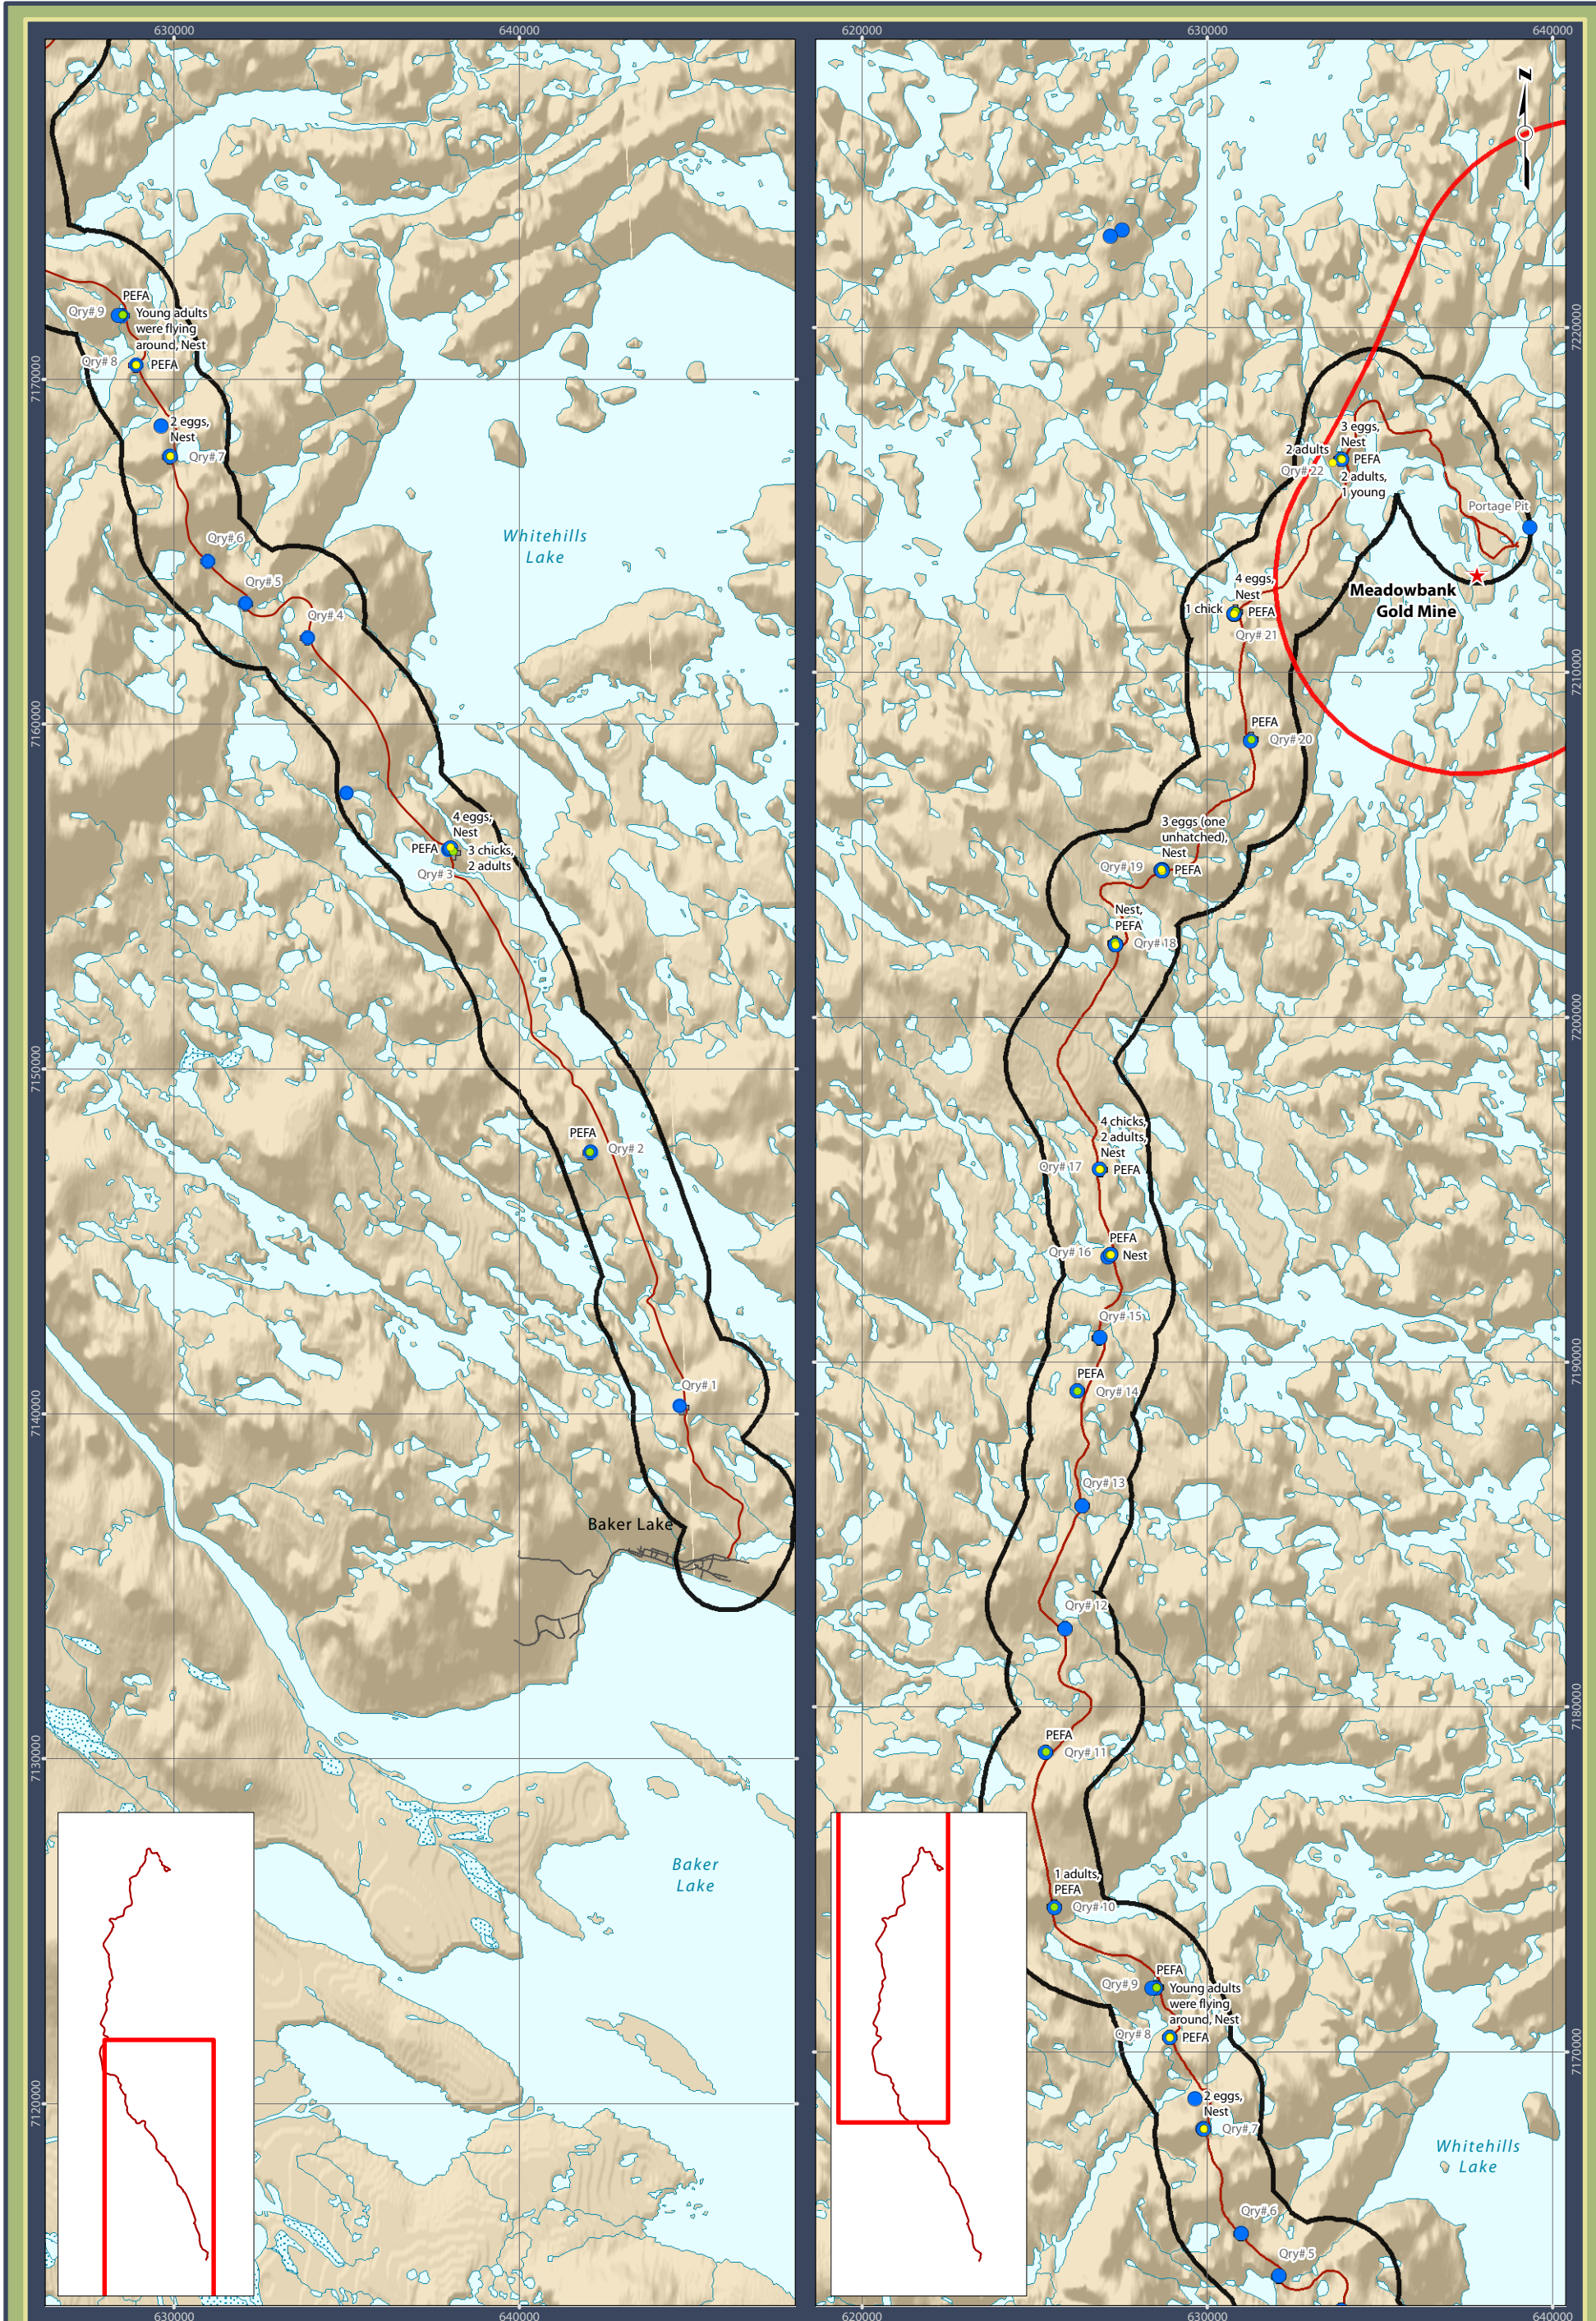 630000
640000
PEFA
Qry# 9
Young adults
were flying
around, Nest
Qry# 8
PEFA
7170000
2 eggs,
Nest
Qry# 7
Qry# 6
Whitehills
Lake
Qry# 5
Qry# 4
7160000
4 eggs,
Nest
PEFA
3 chicks,
2 adults
Qry# 3
7150000
PEFA
Qry# 2
Qry# 1
7140000
Baker Lake
7130000
Baker
Lake
7120000
630000
640000
620000
630000
640000
N
7220000
3 eggs,
Nest
2 adults
PEFA
Qry# 22
2 adults,
1 young
Portage Pit
4 eggs,
Nest
Meadowbank
Gold Mine
1 chick
PEFA
Qry# 21
7210000
PEFA
Qry# 20
3 eggs (one
unhatched),
Nest
Qry# 19
PEFA
Nest,
PEFA
Qry# 18
7200000
4 chicks,
2 adults,
Nest
Qry# 17
PEFA
PEFA
Qry# 16
Nest
Qry# 15
7190000
PEFA
Qry# 14
Qry# 13
Qry# 12
7180000
PEFA
Qry# 11
1 adults,
PEFA
Qry# 10
PEFA
Qry# 9
Young adults
were flying
around, Nest
Qry# 8
PEFA
7170000
2 eggs,
Nest
Qry# 7
Whitehills
Lake
Qry# 6
Qry# 5
620000
630000
640000